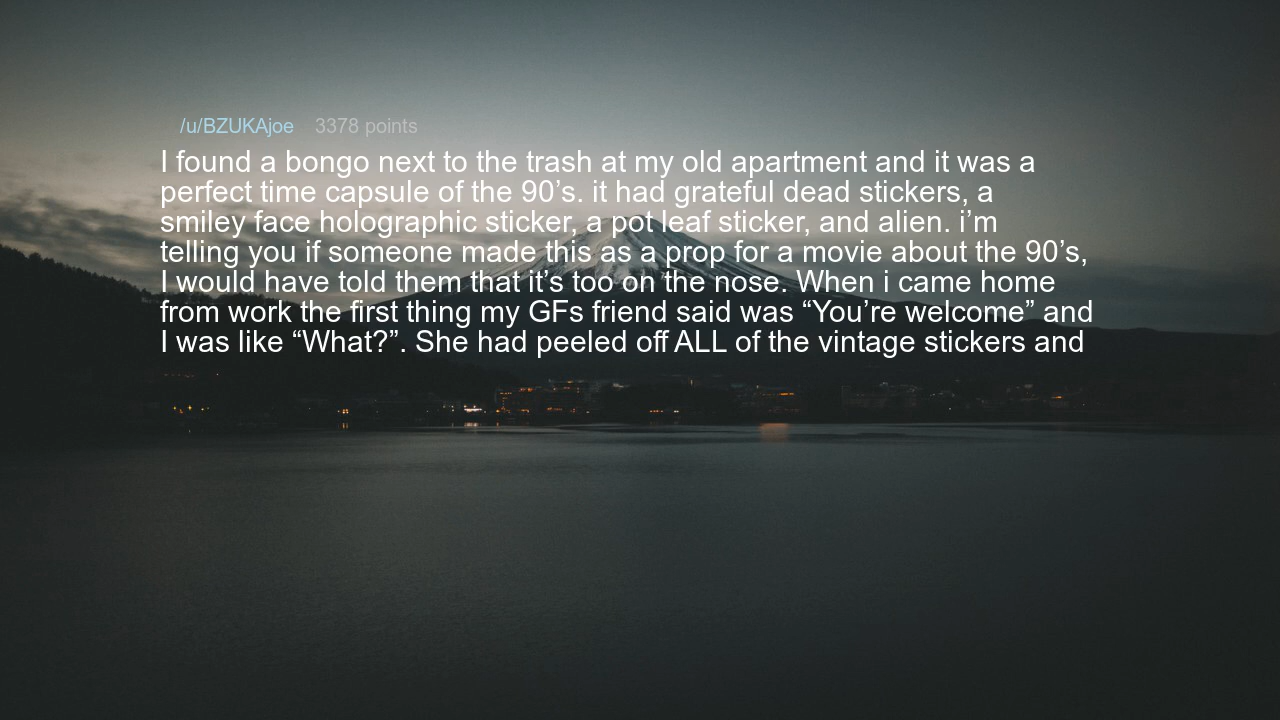 /u/BZUKAjoe 3378 points
I found a bongo next to the trash at my old apartment and it was a
perfect time capsule of the 90’s. it had grateful dead stickers, a
smiley face holographic sticker, a pot leaf sticker, and alien. i’m
telling you if someone made this as a prop for a movie about the 90’s,
I would have told them that it’s too on the nose. When i came home
from work the first thing my GFs friend said was “You’re welcome” and
I was like “What?”. She had peeled off ALL of the vintage stickers and